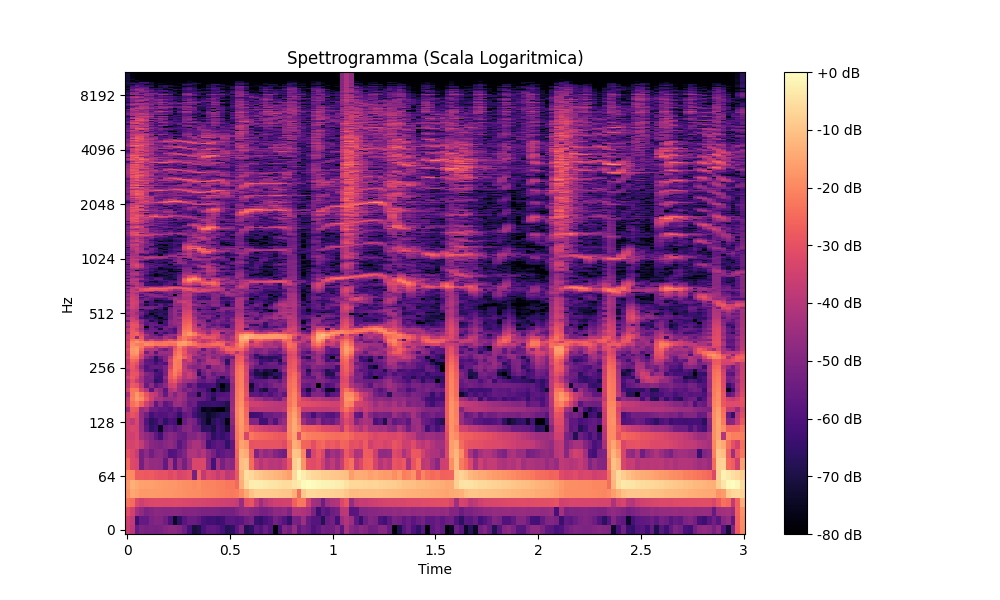 Spettrogramma (Scala Logaritmica)
Hz
8192
4096
2048
1024
512
256
128
64
0
0
0.5
1
1.5
2
2.5
3
Time
+0 dB
-10 dB
-20 dB
-30 dB
-40 dB
-50 dB
-60 dB
-70 dB
-80 dB